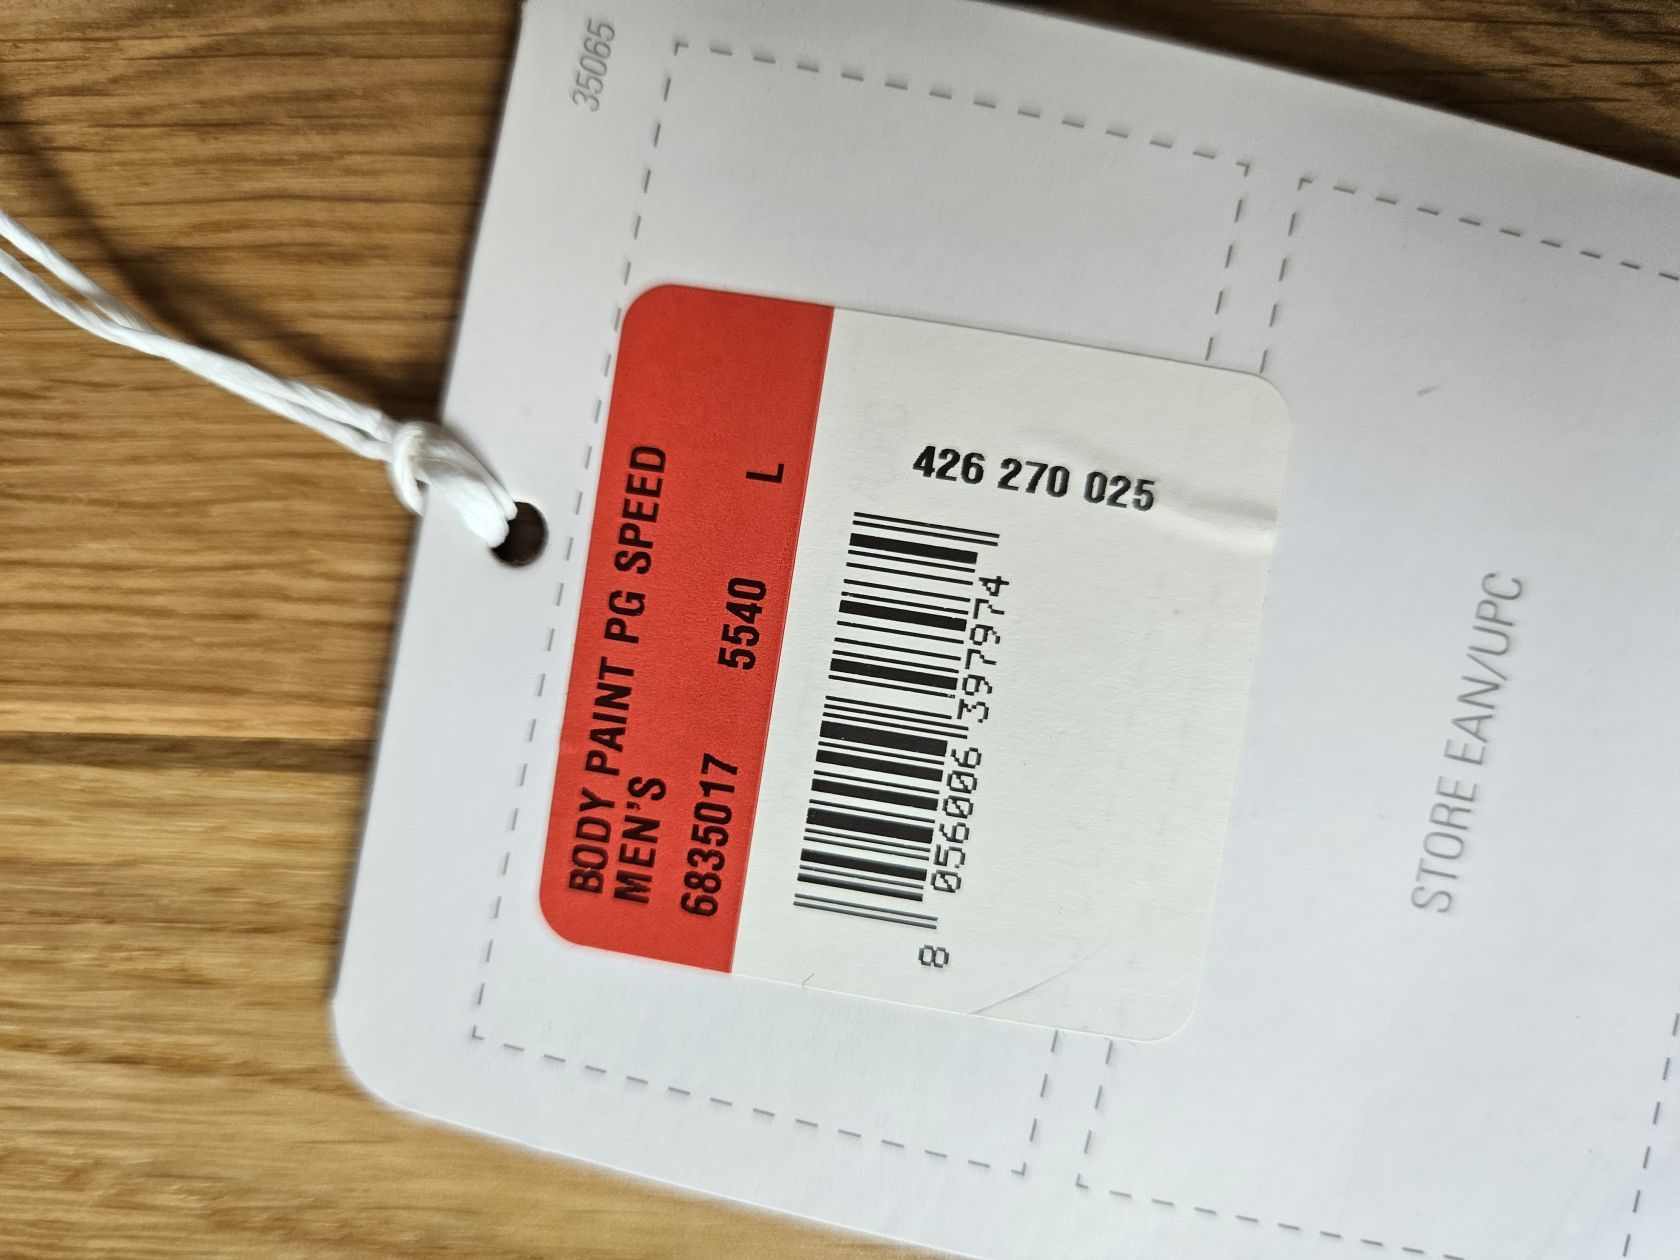 35065
BODY PAINT PG SPEED
MEN'S
6835017 5540 L
426 270 025
8 056006 397974
STORE EAN/UPC